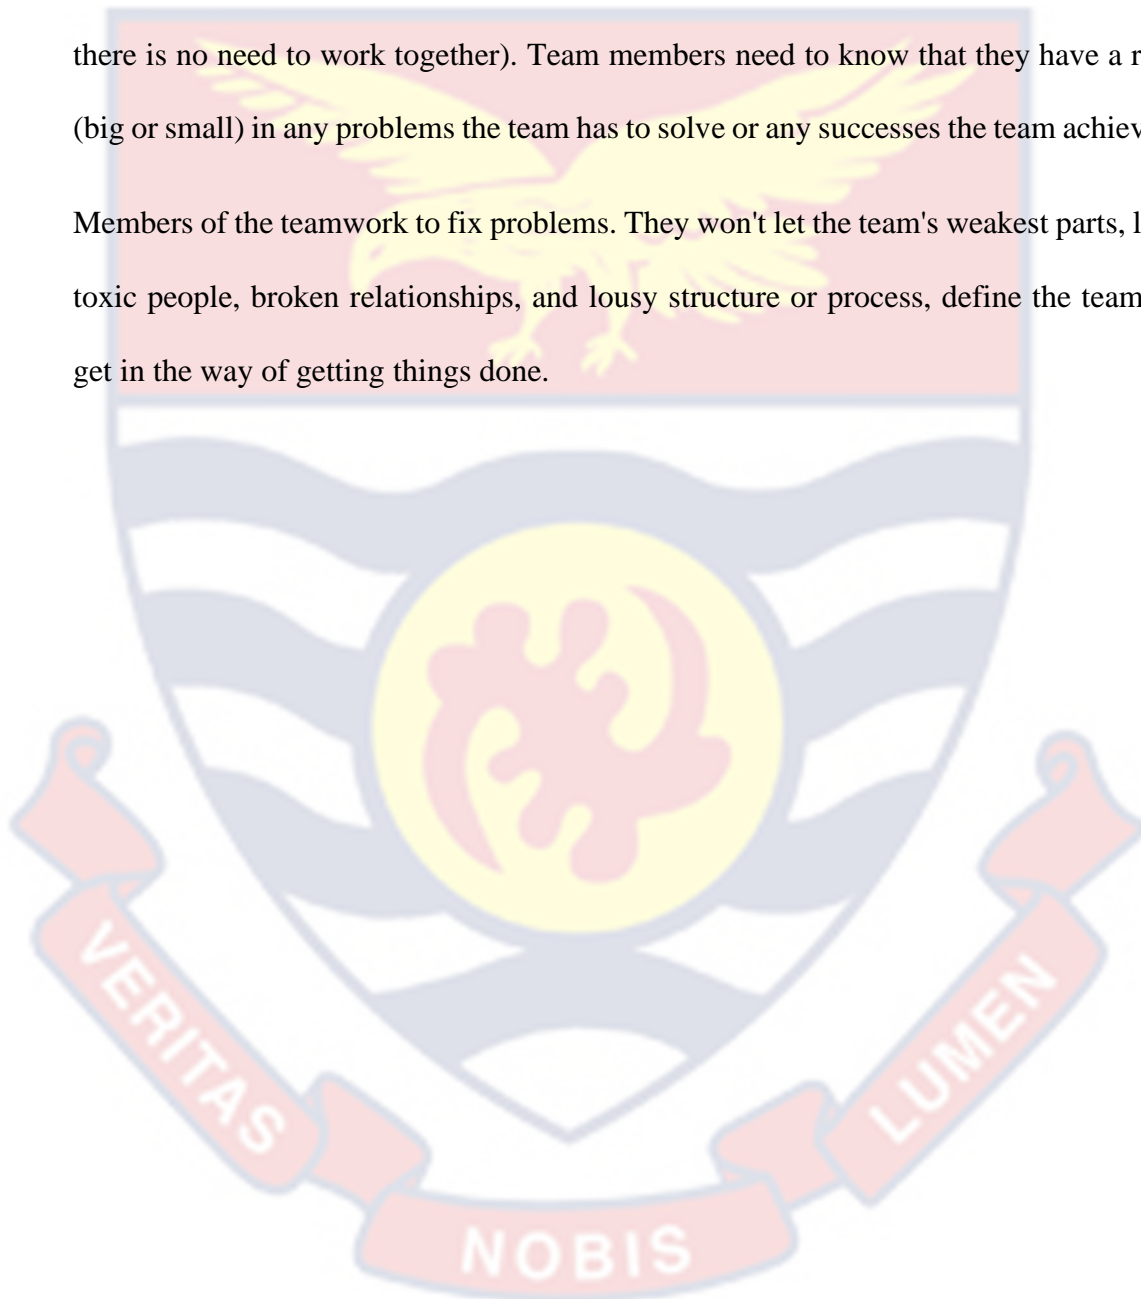 there is no need to work together). Team members need to know that they have a r
(big or small) in any problems the team has to solve or any successes the team achiev
Members of the teamwork to fix problems. They won't let the team's weakest parts, l
toxic people, broken relationships, and lousy structure or process, define the team
get in the way of getting things done.
VERITAS
NOBIS
LUMEN